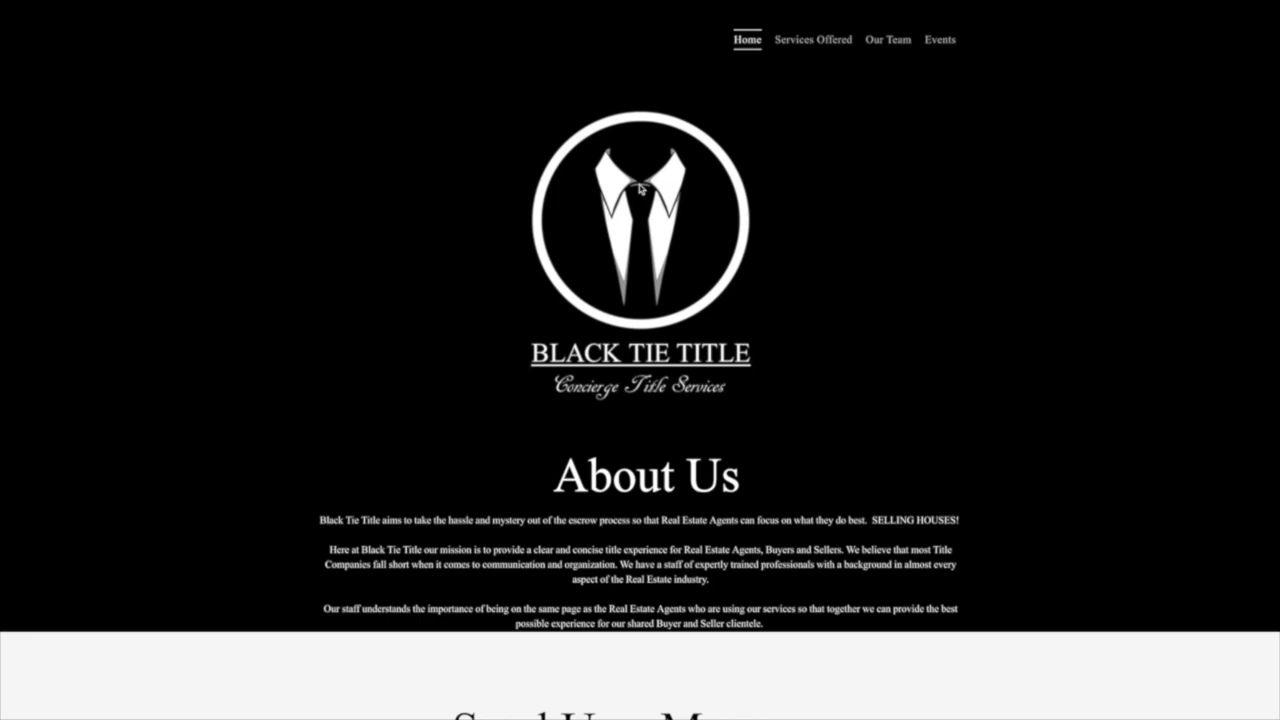 Home Services Offered Our Team Events
BLACK TIE TITLE
Concierge Title Services
About Us
Black Tie Title aims to take the hassle and mystery out of the escrow process so that Real Estate Agents can focus on what they do best.  SELLING HOUSES!
Here at Black Tie Title our mission is to provide a clear and concise title experience for Real Estate Agents, Buyers and Sellers. We believe that most Title
Companies fall short when it comes to communication and organization. We have a staff of expertly trained professionals with a background in almost every
aspect of the Real Estate industry.
Our staff understands the importance of being on the same page as the Real Estate Agents who are using our services so that together we can provide the best
possible experience for our shared Buyer and Seller clientele.